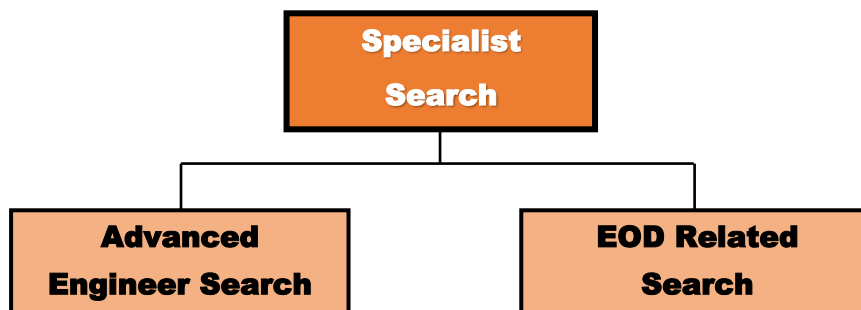 Specialist
Search
Advanced
Engineer Search
EOD Related
Search